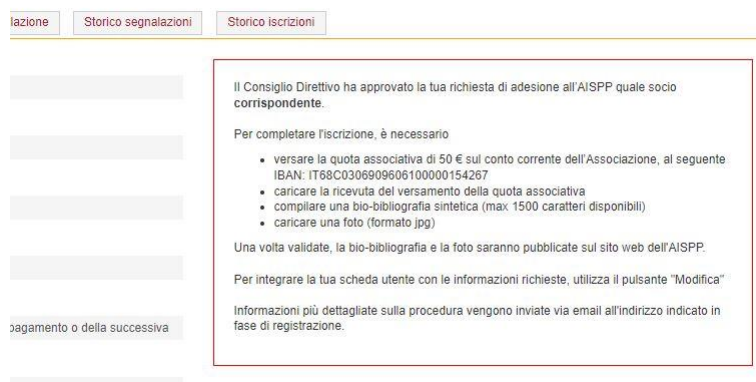 lazione
Storico segnalazioni
Storico iscrizioni
Il Consiglio Direttivo ha approvato la tua richiesta di adesione all'AISPP quale socio
corrispondente.
Per completare l'iscrizione, è necessario
• versare la quota associativa di 50 € sul conto corrente dell'Associazione, al seguente
IBAN: IT68C0306909606100000154267
• caricare la ricevuta del versamento della quota associativa
• compilare una bio-bibliografia sintetica (max 1500 caratteri disponibili)
• caricare una foto (formato jpg)
Una volta validate, la bio-bibliografia e la foto saranno pubblicate sul sito web dell'AISPP.
Per integrare la tua scheda utente con le informazioni richieste, utilizza il pulsante "Modifica"
Informazioni più dettagliate sulla procedura vengono inviate via email all'indirizzo indicato in
fase di registrazione.
pagamento o della successiva